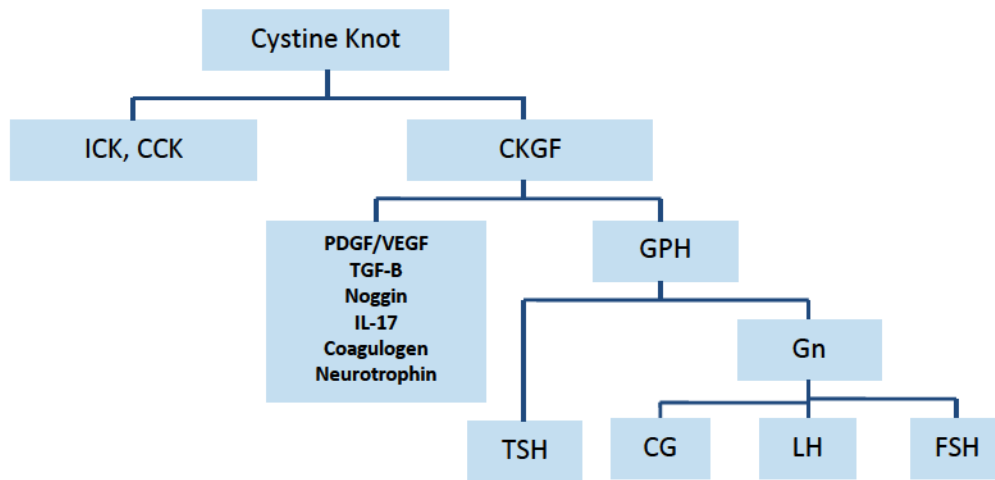 Cystine Knot
ICK, CCK
CKGF
PDGF/VEGF
TGF-B
Noggin
IL-17
Coagulogen
Neurotrophin
GPH
Gn
TSH
CG
LH
FSH